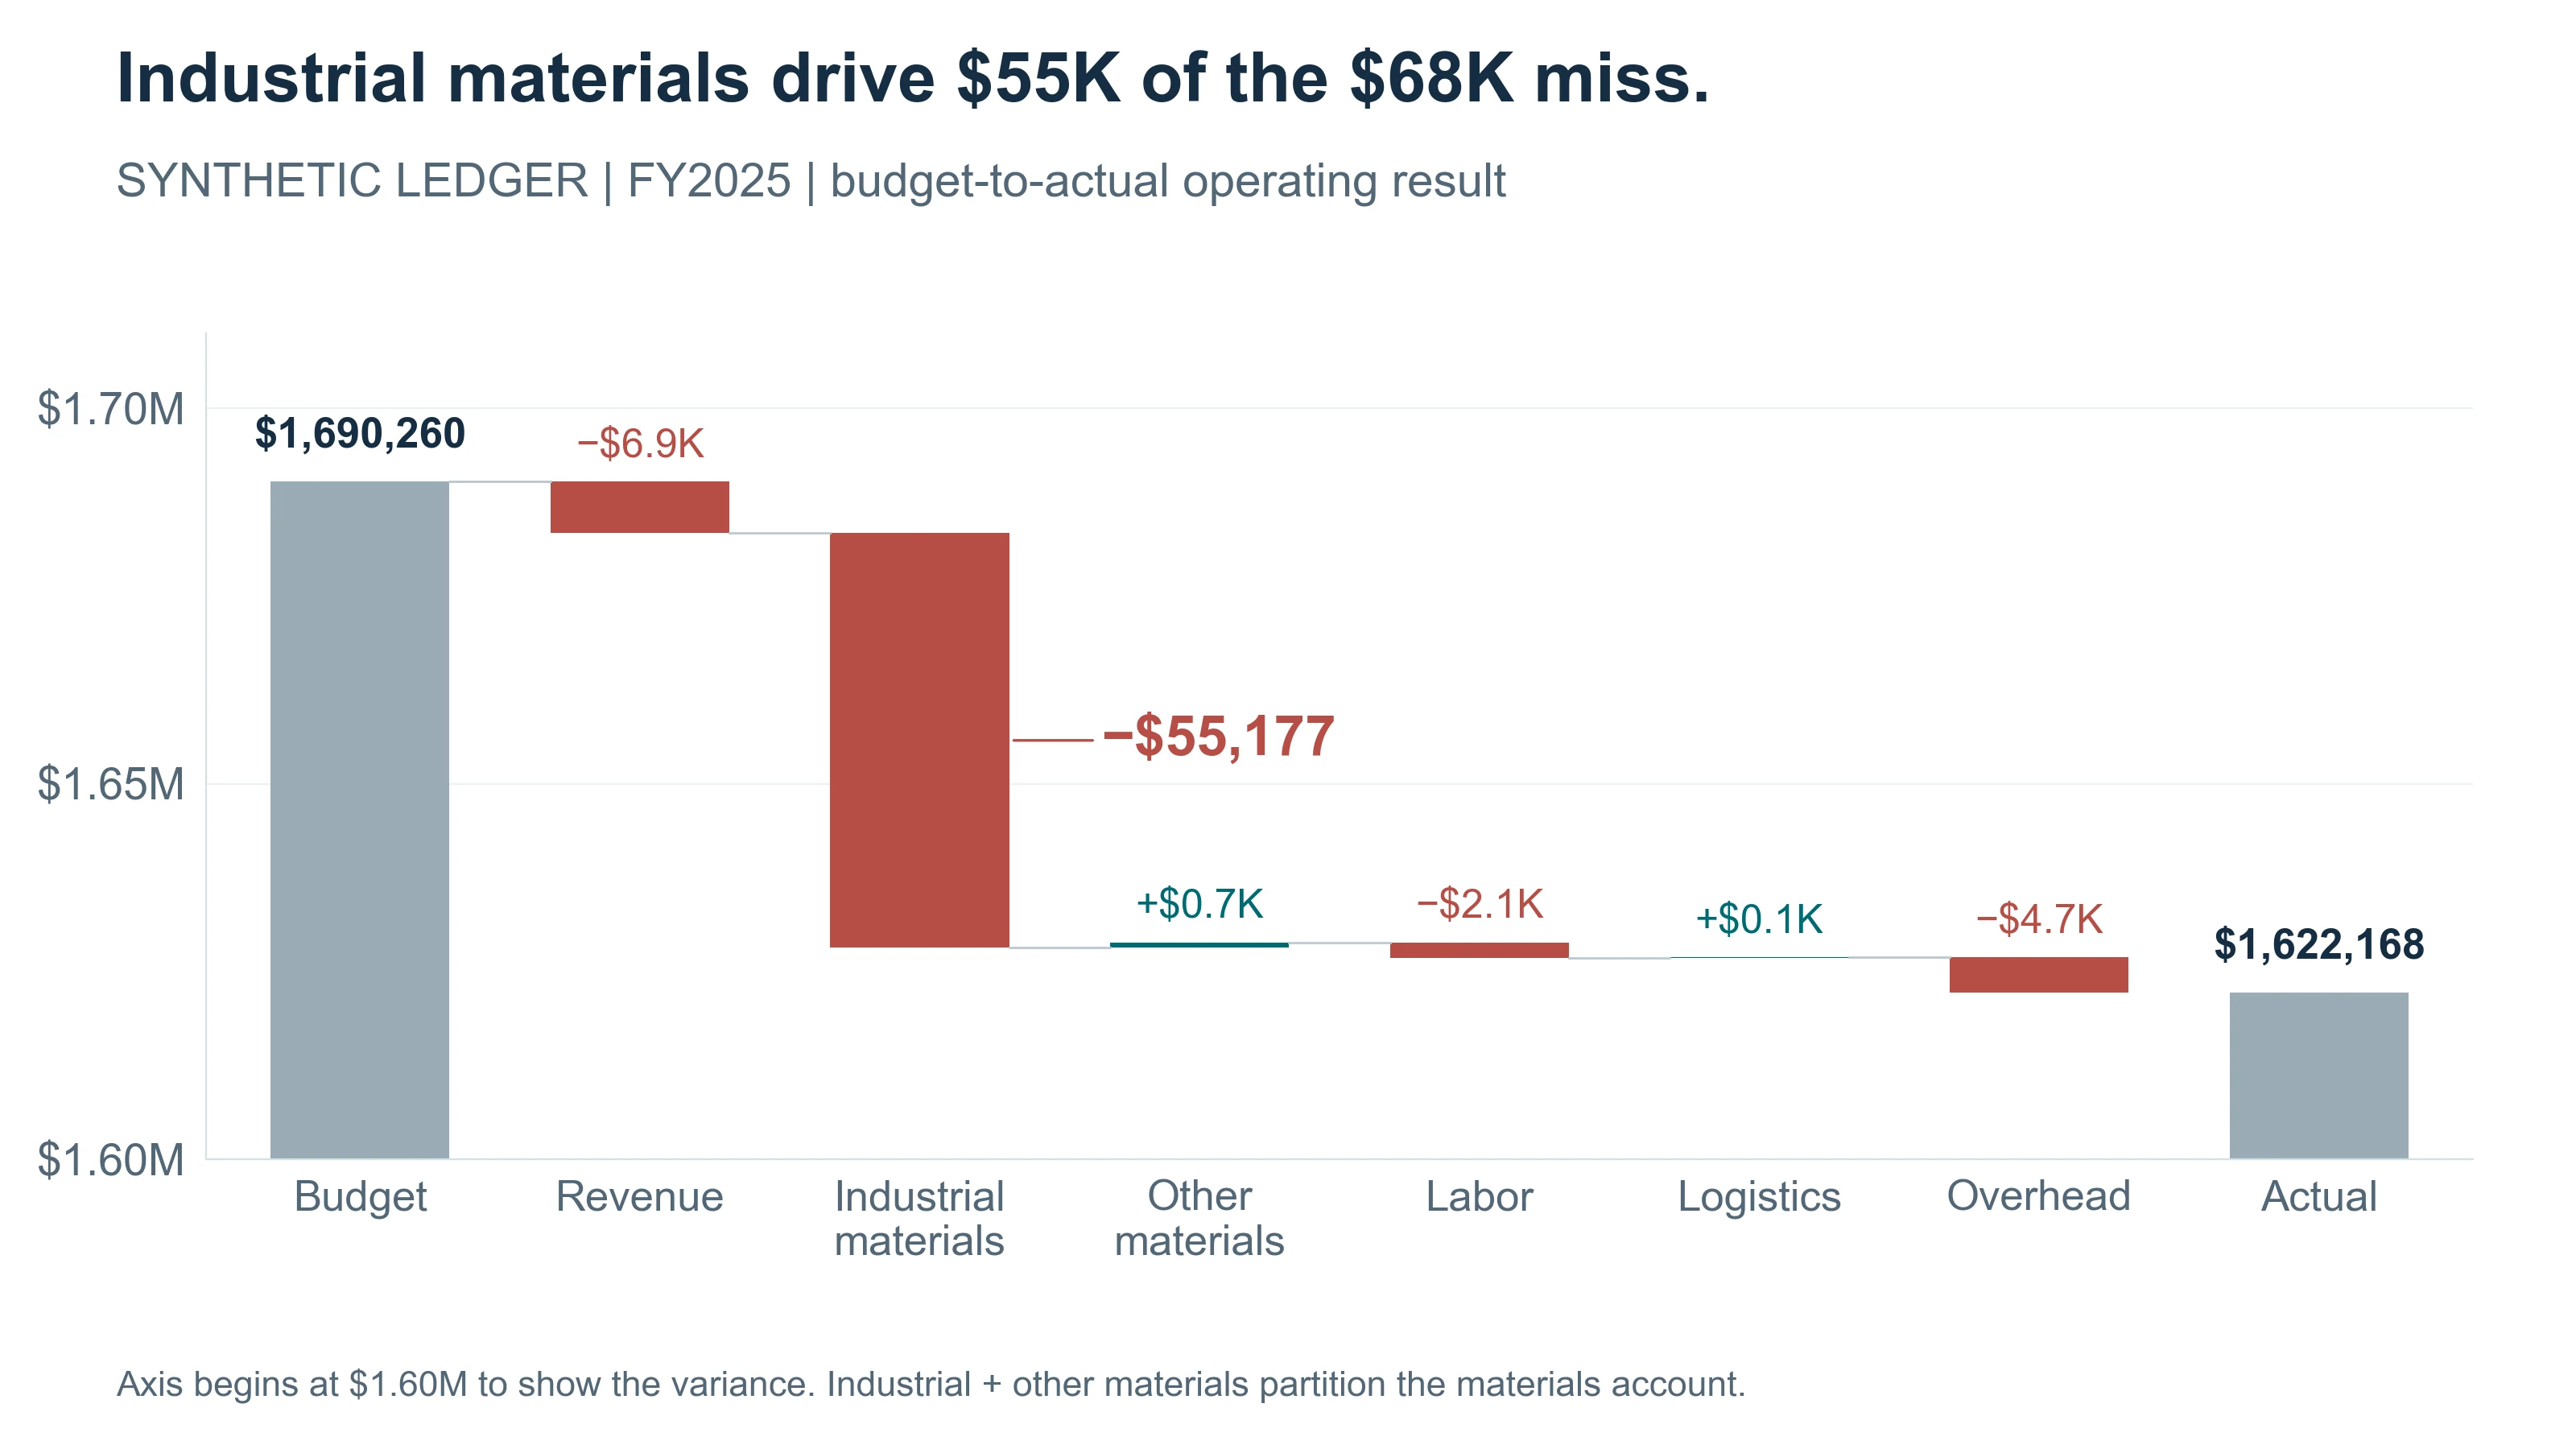 Industrial materials drive $55K of the $68K miss.
SYNTHETIC LEDGER | FY2025 | budget-to-actual operating result
$1.70M
$1,690,260
−$6.9K
−$55,177
$1.65M
+$0.7K
−$2.1K
+$0.1K
−$4.7K
$1,622,168
$1.60M
Budget
Revenue
Industrial
materials
Other
materials
Labor
Logistics
Overhead
Actual
Axis begins at $1.60M to show the variance. Industrial + other materials partition the materials account.